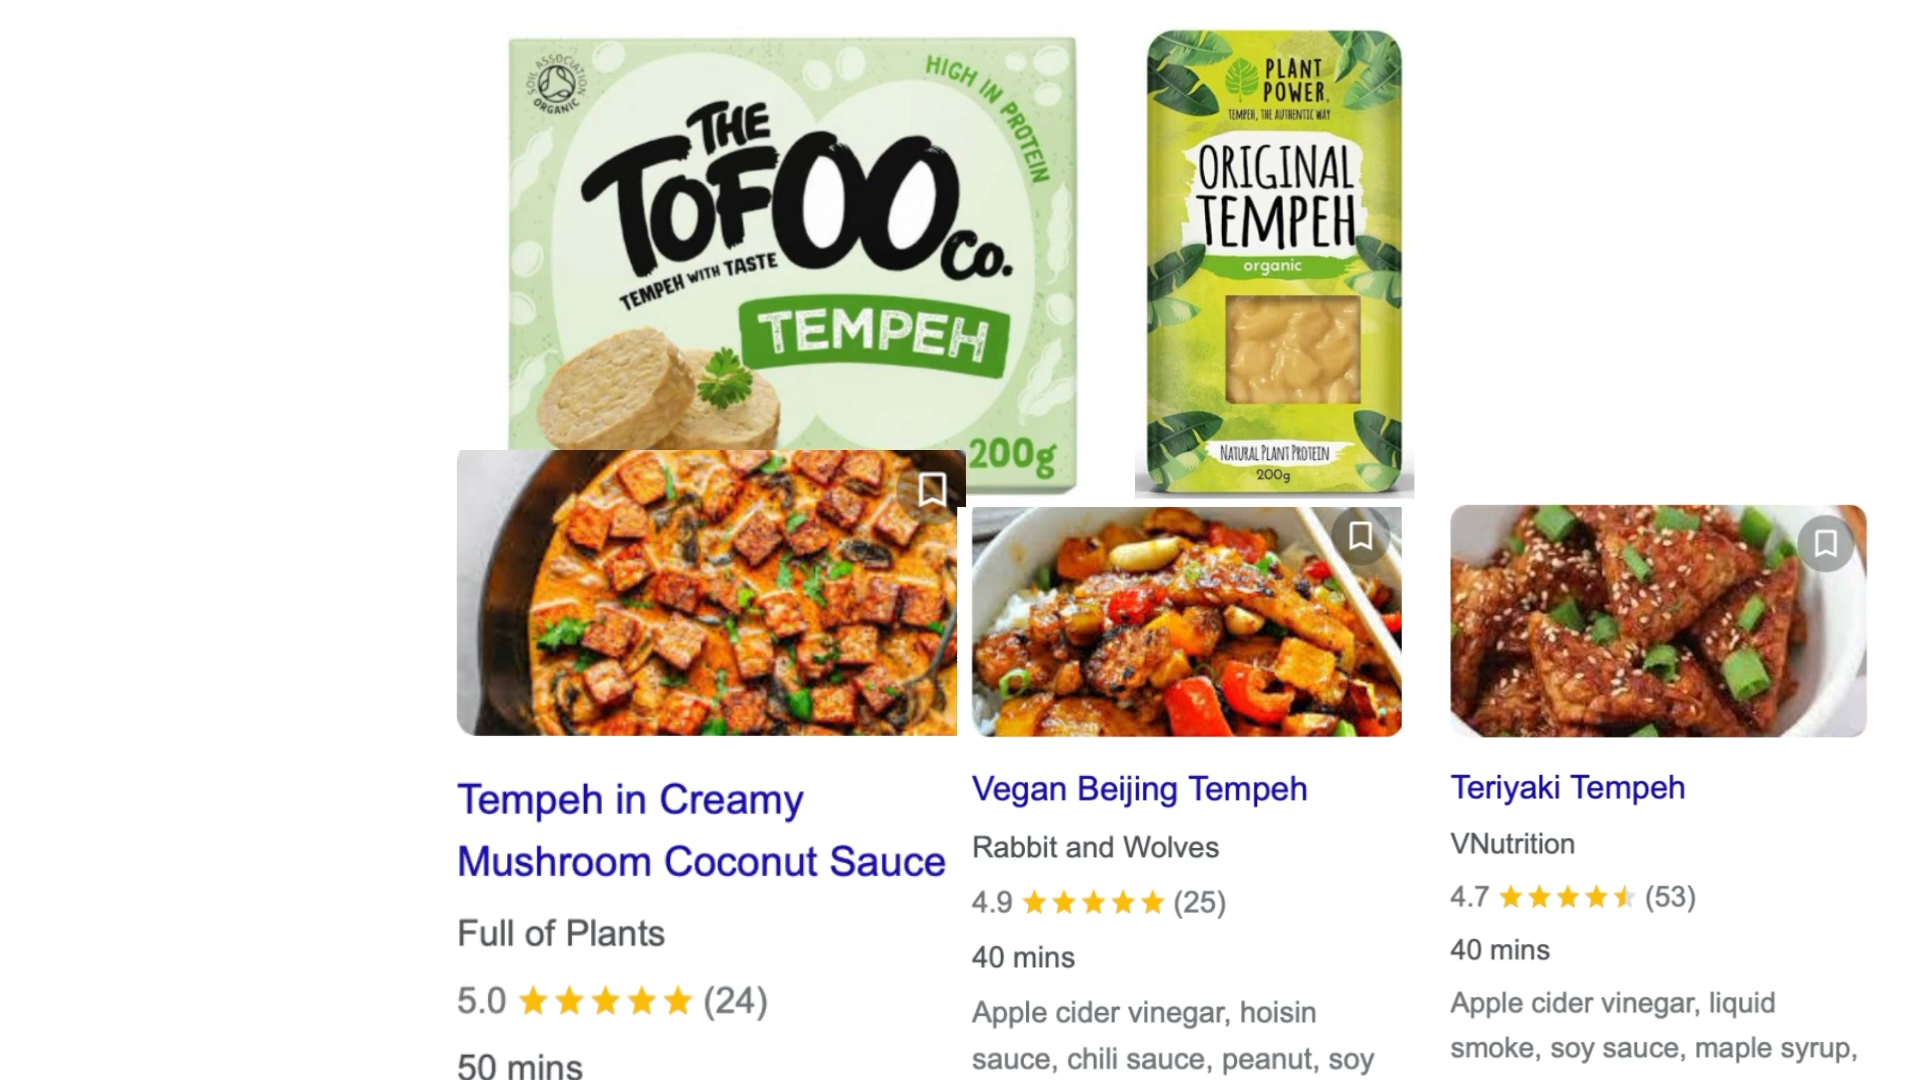 SOIL ASSOCIATION
ORGANIC
HIGH IN PROTEIN
THE
TOFOO Co.
TEMPEH WITH TASTE
TEMPEH
200g
PLANT
POWER
TEMPEH, THE AUTHENTIC WAY
ORIGINAL
TEMPEH
organic
NATURAL PLANT PROTEIN
200g
Tempeh in Creamy
Mushroom Coconut Sauce
Full of Plants
5.0 (24)
50 mins
Vegan Beijing Tempeh
Rabbit and Wolves
4.9 (25)
40 mins
Apple cider vinegar, hoisin
sauce, chili sauce, peanut, soy
Teriyaki Tempeh
VNutrition
4.7 (53)
40 mins
Apple cider vinegar, liquid
smoke, soy sauce, maple syrup,